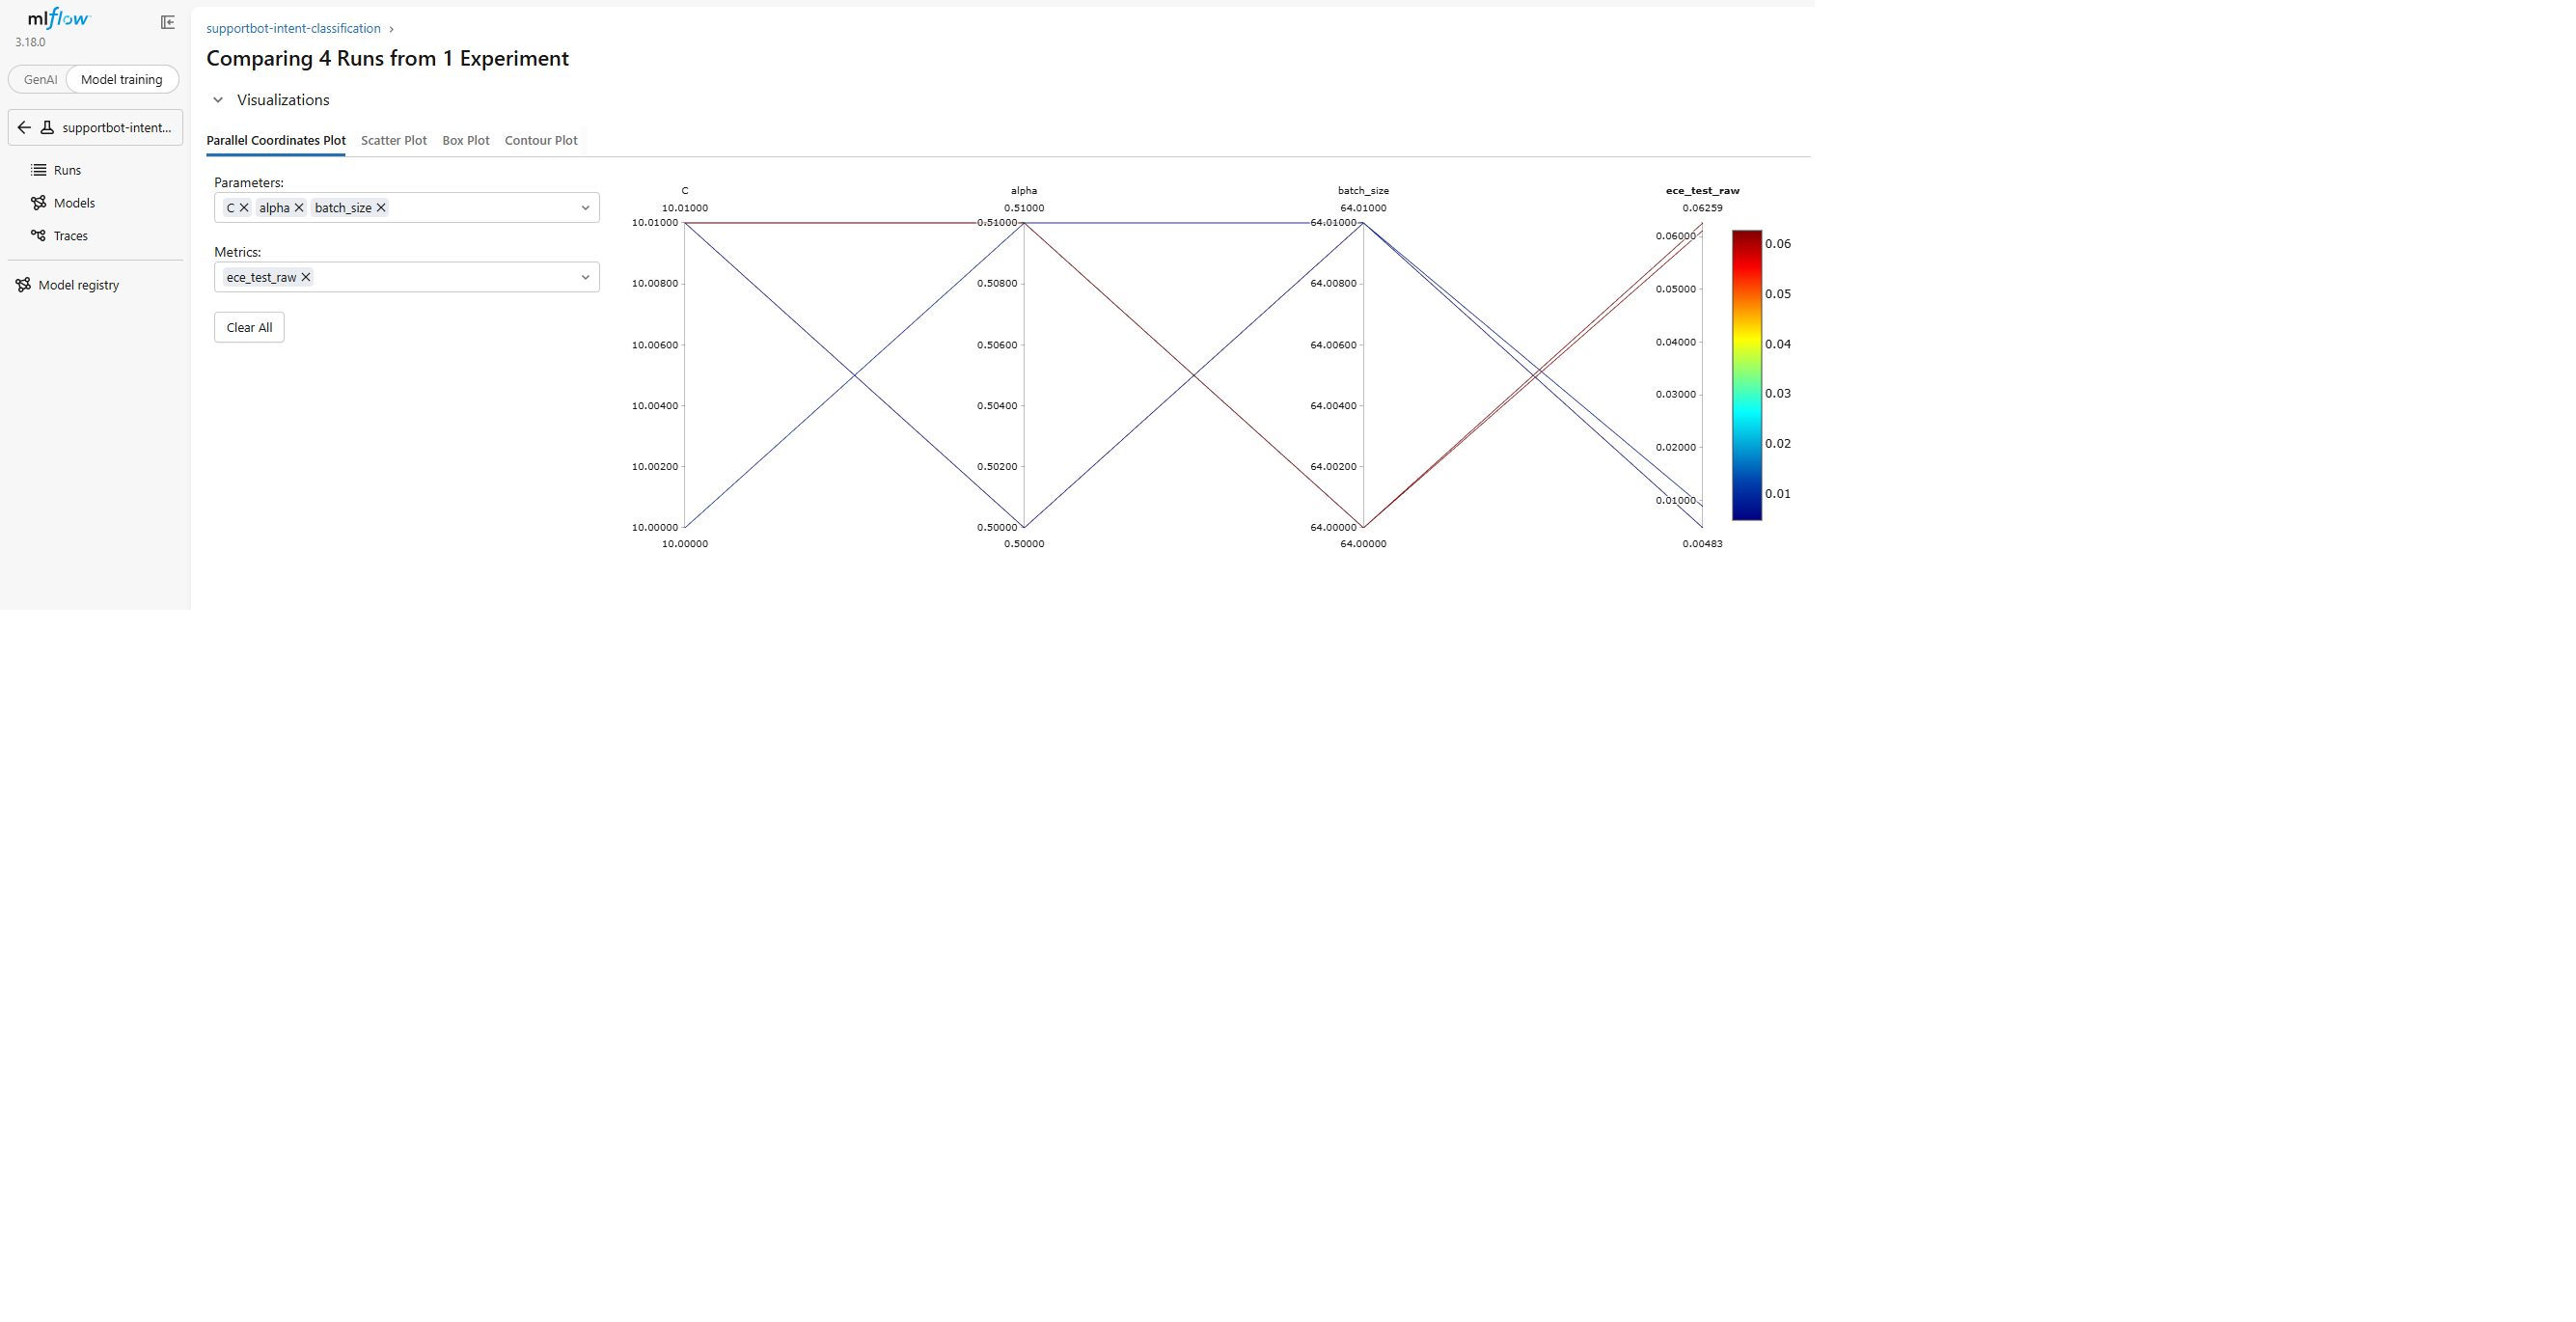 mlflow
3.18.0
GenAI
Model training
supportbot-intent...
Runs
Models
Traces
Model registry
supportbot-intent-classification ›
Comparing 4 Runs from 1 Experiment
Visualizations
Parallel Coordinates Plot
Scatter Plot
Box Plot
Contour Plot
Parameters:
C
alpha
batch_size
Metrics:
ece_test_raw
Clear All
C
10.01000
10.01000
10.00800
10.00600
10.00400
10.00200
10.00000
10.00000
alpha
0.51000
0.51000
0.50800
0.50600
0.50400
0.50200
0.50000
0.50000
batch_size
64.01000
64.01000
64.00800
64.00600
64.00400
64.00200
64.00000
64.00000
ece_test_raw
0.06259
0.06000
0.05000
0.04000
0.03000
0.02000
0.01000
0.00483
0.06
0.05
0.04
0.03
0.02
0.01